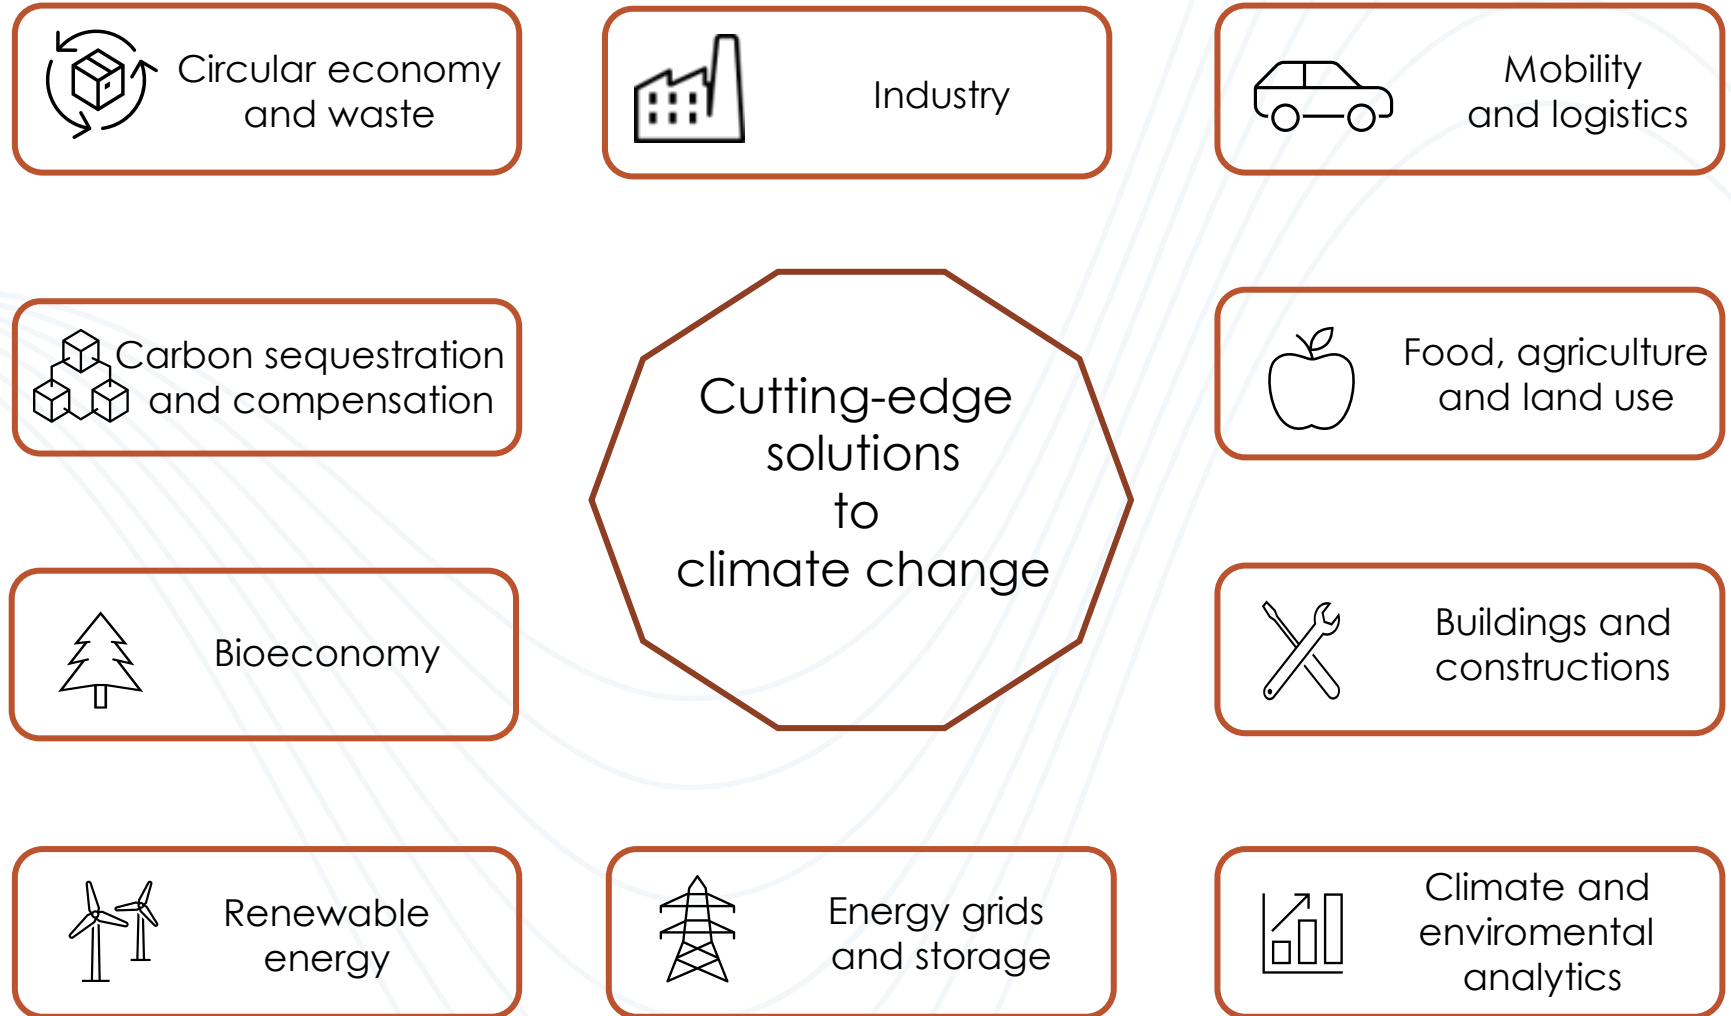 Circular economy
and waste
Industry
Mobility
and logistics
Carbon sequestration
and compensation
Cutting-edge
solutions
to
climate change
Food, agriculture
and land use
Bioeconomy
Buildings and
constructions
Renewable
energy
Energy grids
and storage
Climate and
enviromental
analytics